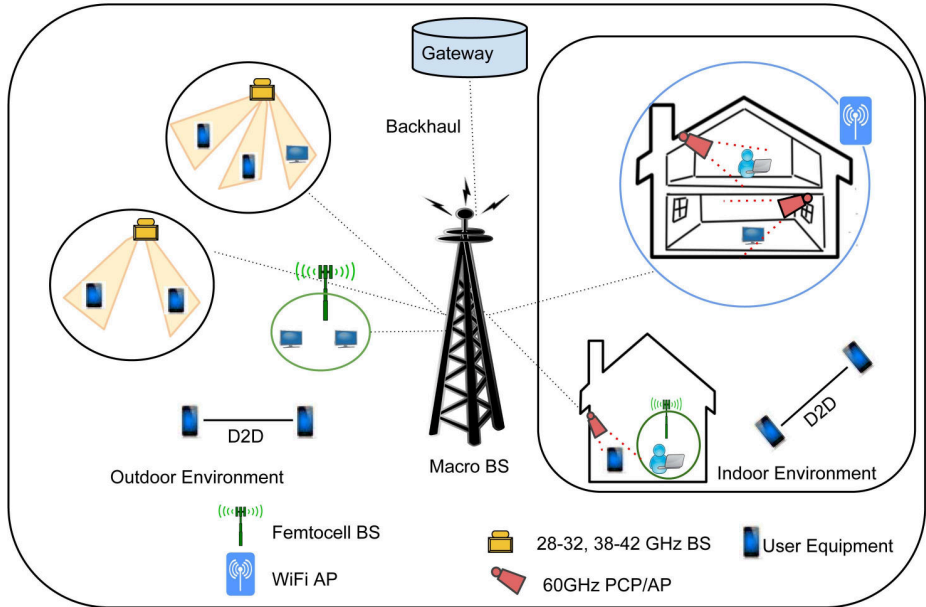 Gateway
Backhaul
D2D
D2D
Macro BS
Outdoor Environment
Indoor Environment
Femtocell BS
28-32, 38-42 GHz BS
User Equipment
WiFi AP
60GHz PCP/AP